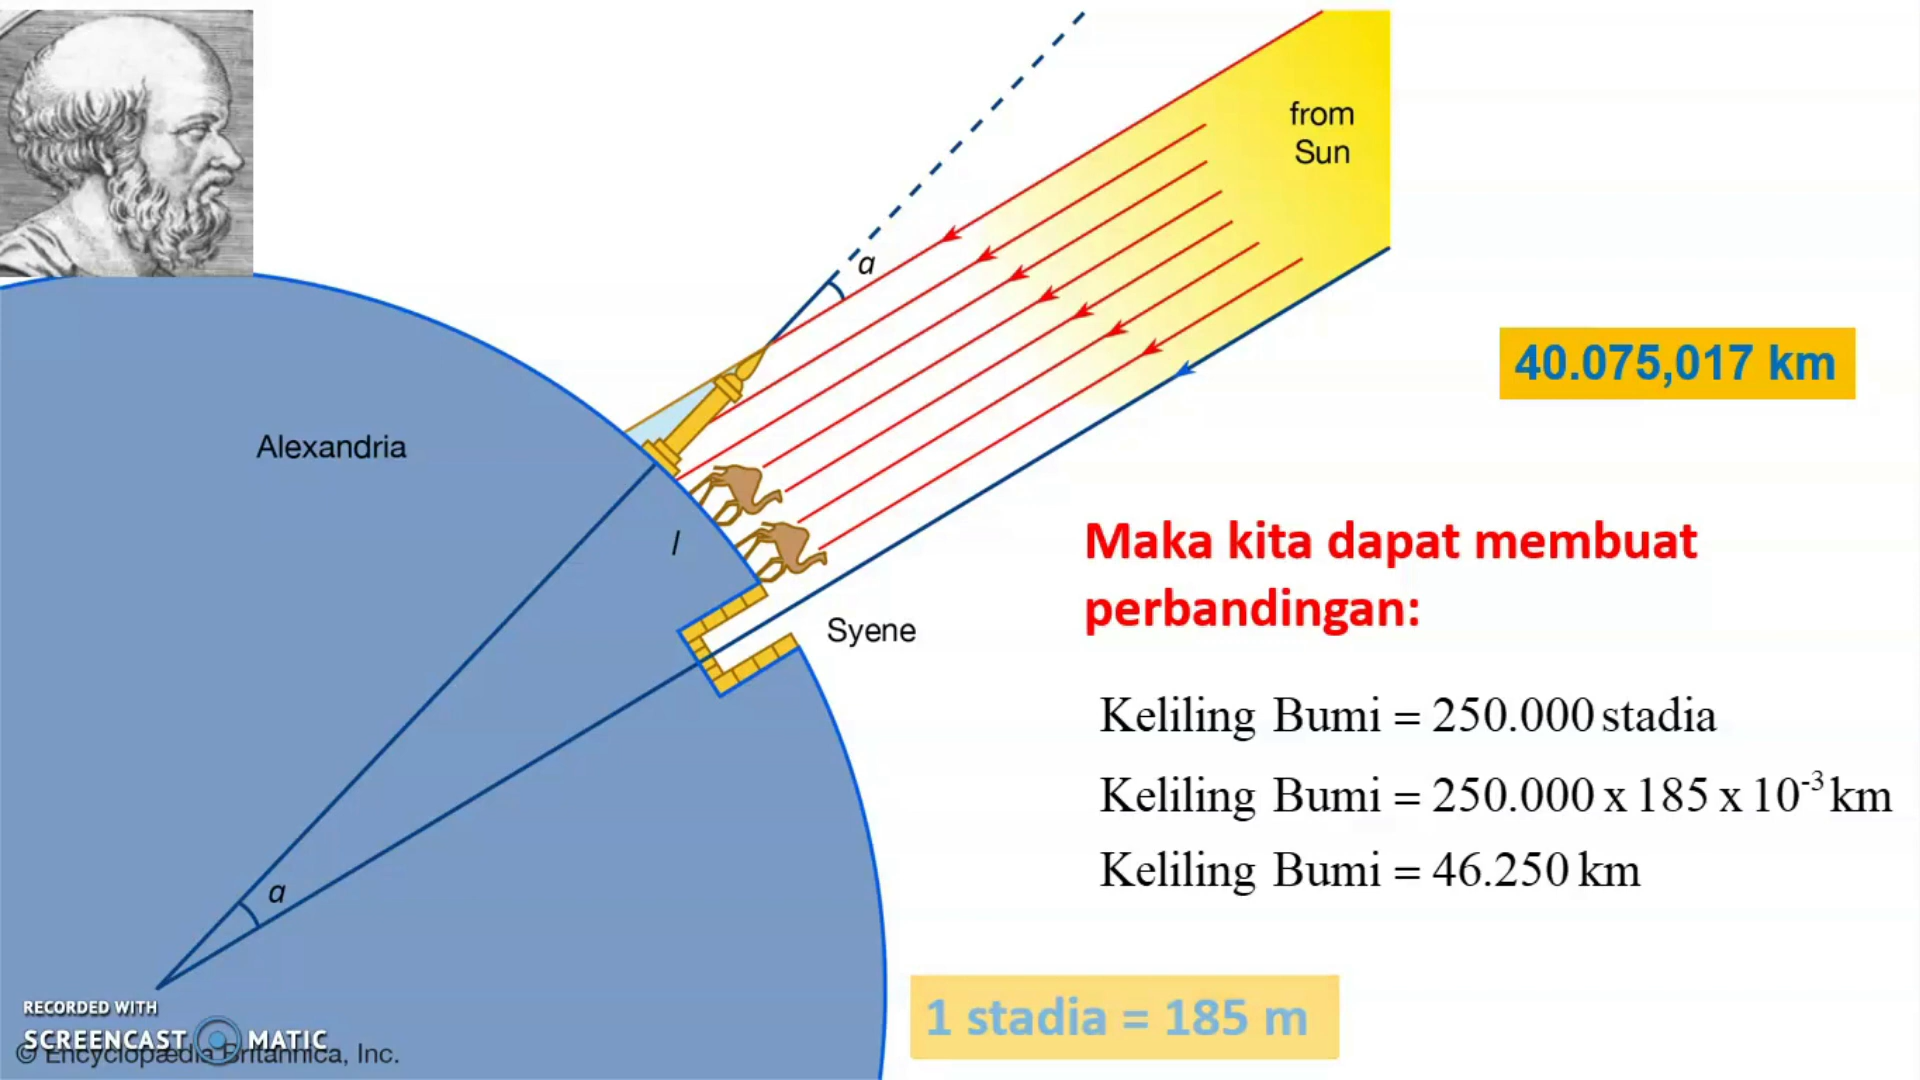 from
Sun
α
40.075,017 km
Alexandria
l
Maka kita dapat membuat
perbandingan:
Syene
Keliling Bumi = 250.000 stadia
Keliling Bumi = 250.000 x 185 x 10⁻³ km
Keliling Bumi = 46.250 km
α
1 stadia = 185 m
RECORDED WITH
SCREENCAST MATIC
© Encyclopædia Britannica, Inc.